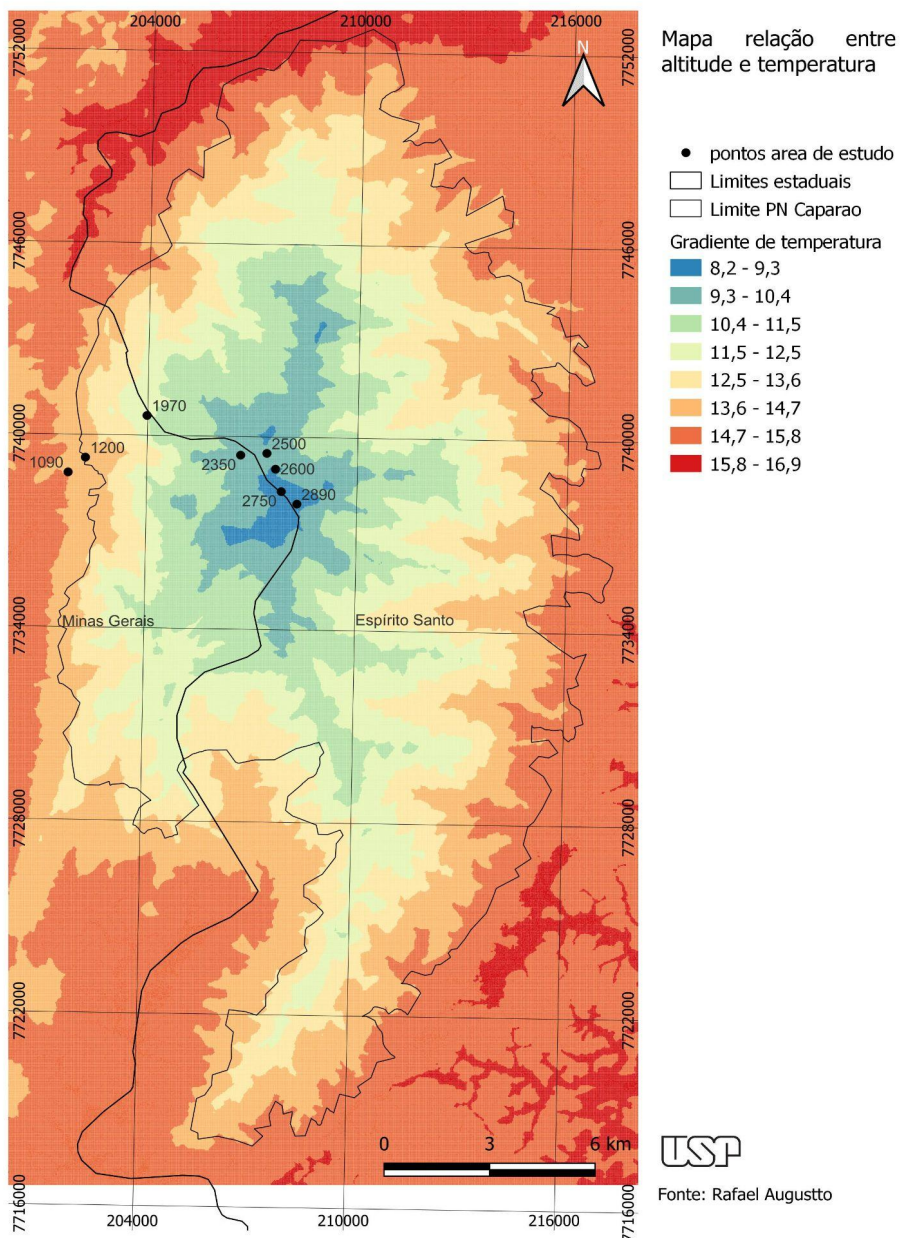 204000
210000
216000
7752000
7752000
N
7746000
7746000
7740000
7740000
1970
1200
1090
2350
2500
2600
2750
2890
Minas Gerais
Espírito Santo
7734000
7734000
7728000
7728000
7722000
7722000
0 3 6 km
7716000
7716000
204000
210000
216000
Mapa relação entre
altitude e temperatura
pontos area de estudo
Limites estaduais
Limite PN Caparao
Gradiente de temperatura
8,2 - 9,3
9,3 - 10,4
10,4 - 11,5
11,5 - 12,5
12,5 - 13,6
13,6 - 14,7
14,7 - 15,8
15,8 - 16,9
USP
Fonte: Rafael Augustto